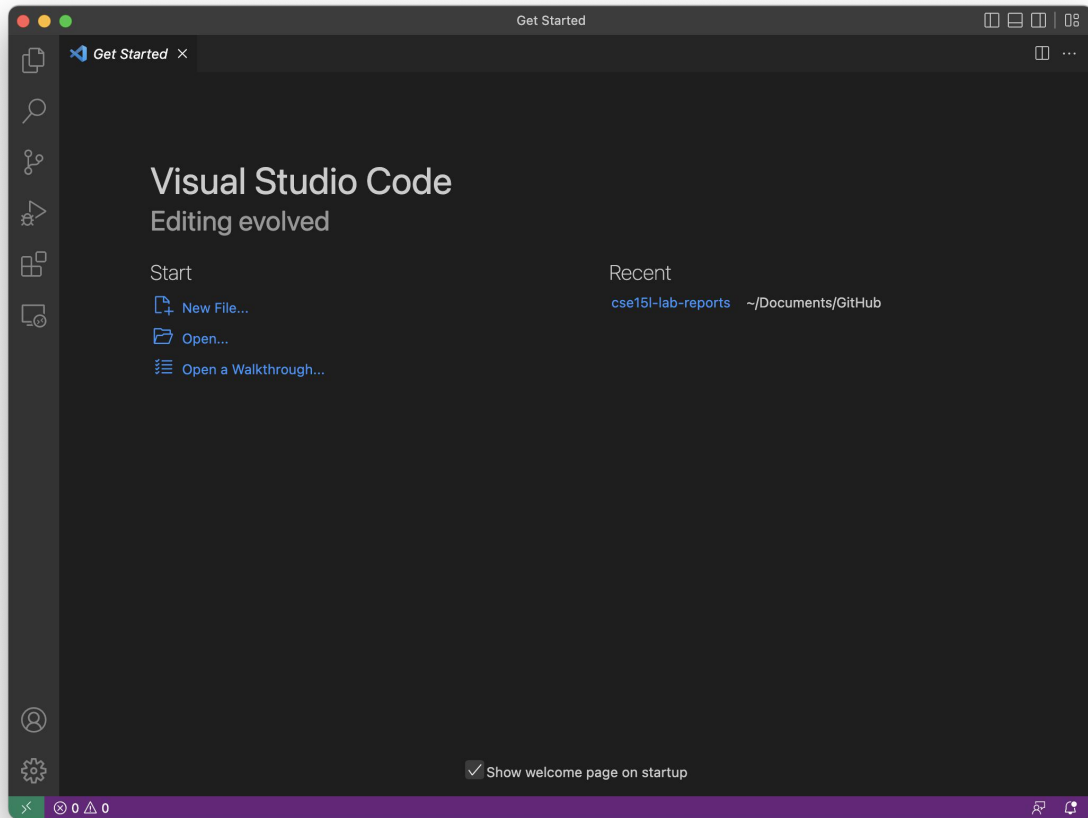 Get Started
Get Started
Visual Studio Code
Editing evolved
Start
New File...
Open...
Open a Walkthrough...
Recent
cse15l-lab-reports ~/Documents/GitHub
Show welcome page on startup
0 0